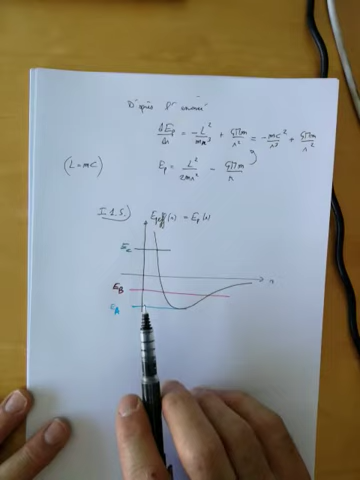 D'après l'énoncé
dEp/dr = -L²/mr³ + GMm/r² = -mC²/r³ + GMm/r²
(L=mC) Ep = L²/2mr² - GMm/r
I.1.5.) Epeff(r) = Ep(r)
Ec
r
EB
EA